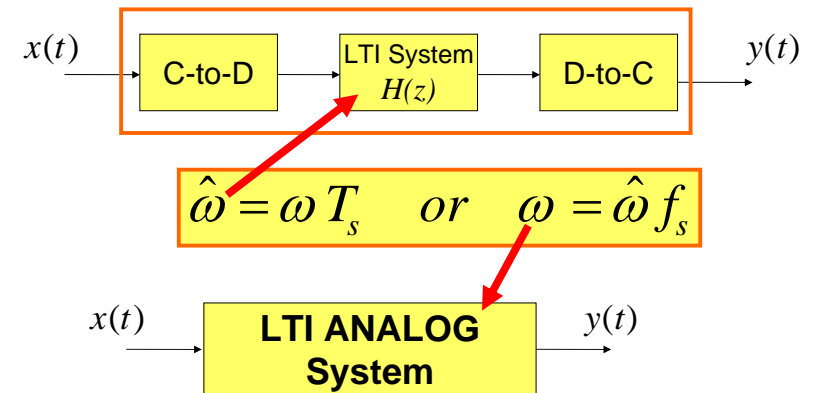 x(t) C-to-D LTI System H(z) D-to-C y(t)
ω̂ = ω T_s or ω = ω̂ f_s
x(t) LTI ANALOG System y(t)